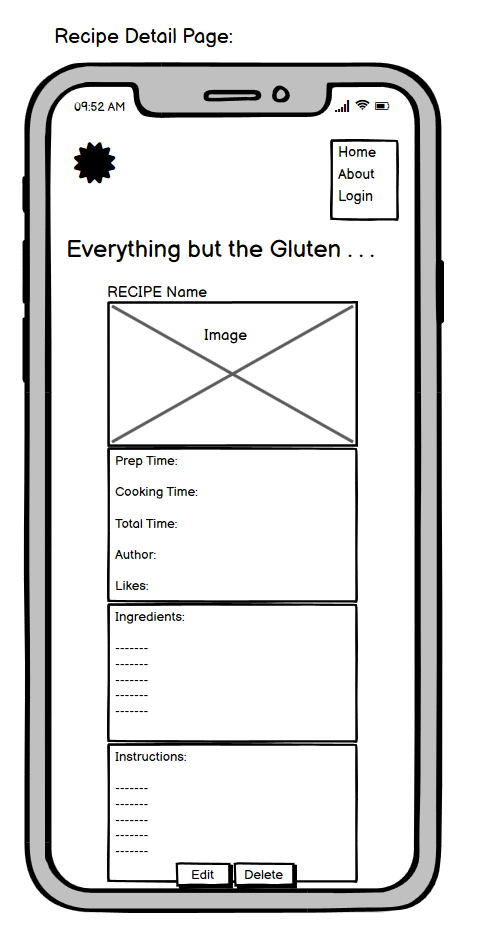 Recipe Detail Page:
09:52 AM
Home
About
Login
Everything but the Gluten . . .
RECIPE Name
Image
Prep Time:
Cooking Time:
Total Time:
Author:
Likes:
Ingredients:
-------
-------
-------
-------
-------
Instructions:
-------
-------
-------
-------
-------
Edit Delete